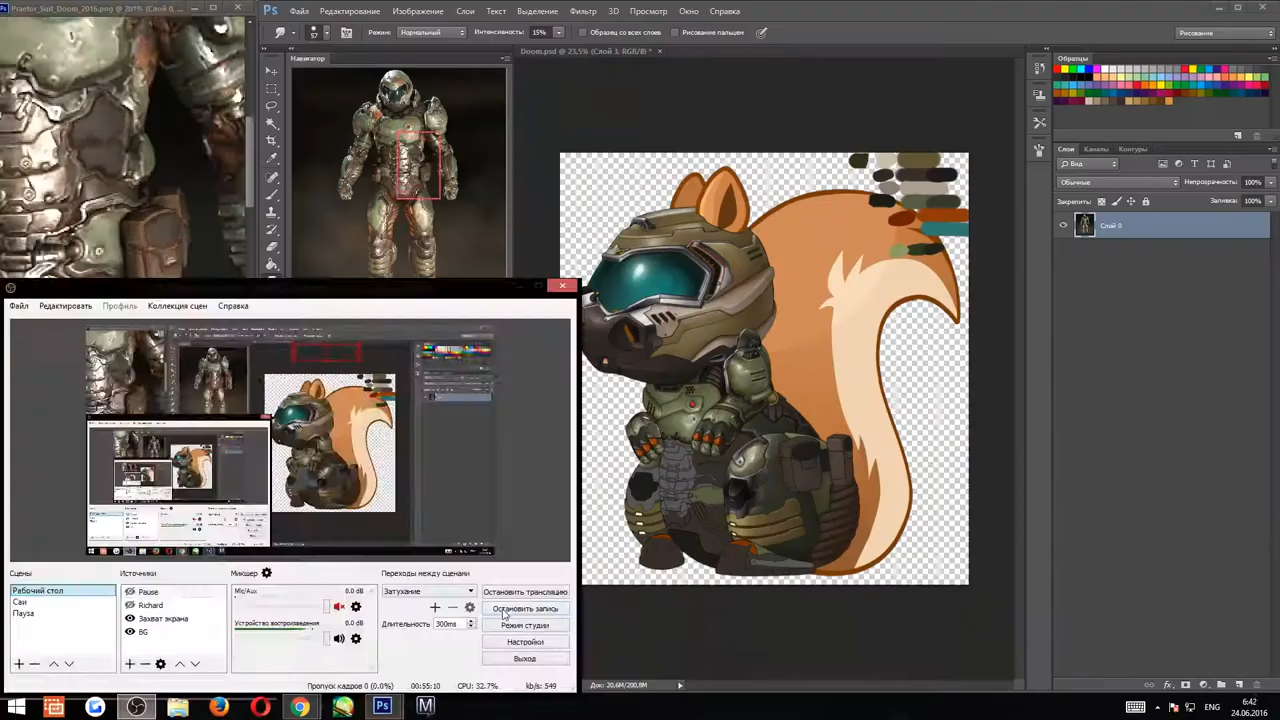 Praetor_Suit_Doom_2016.png @ 201% (Слой 0,
Ps Файл Редактирование Изображение Слои Текст Выделение Фильтр 3D Просмотр Окно Справка
57 Режим: Нормальный Интенсивность: 15% Образец со всех слоев Рисование пальцем Рисование
Doom.psd @ 23,5% (Слой 3, RGB/8) * ×
Навигатор
Образцы
Слои Каналы Контуры
Вид
Обычные Непрозрачность: 100%
Закрепить: Заливка: 100%
Слой 0
Файл Редактировать Профиль Коллекция сцен Справка
Сцены Источники Микшер Переходы между сценами
Рабочий стол
Саи
Пауза
Pause
Richard
Захват экрана
BG
Mic/Aux 0.0 dB
Устройство воспроизведения 0.0 dB
Затухание
Длительность 300ms
Остановить трансляцию
Остановить запись
Режим студии
Настройки
Выход
Пропуск кадров 0 (0.0%) 00:55:10 CPU: 32.7% kb/s: 549
Док: 20,6M/200,8M
Ps M ENG
6:42
24.06.2016